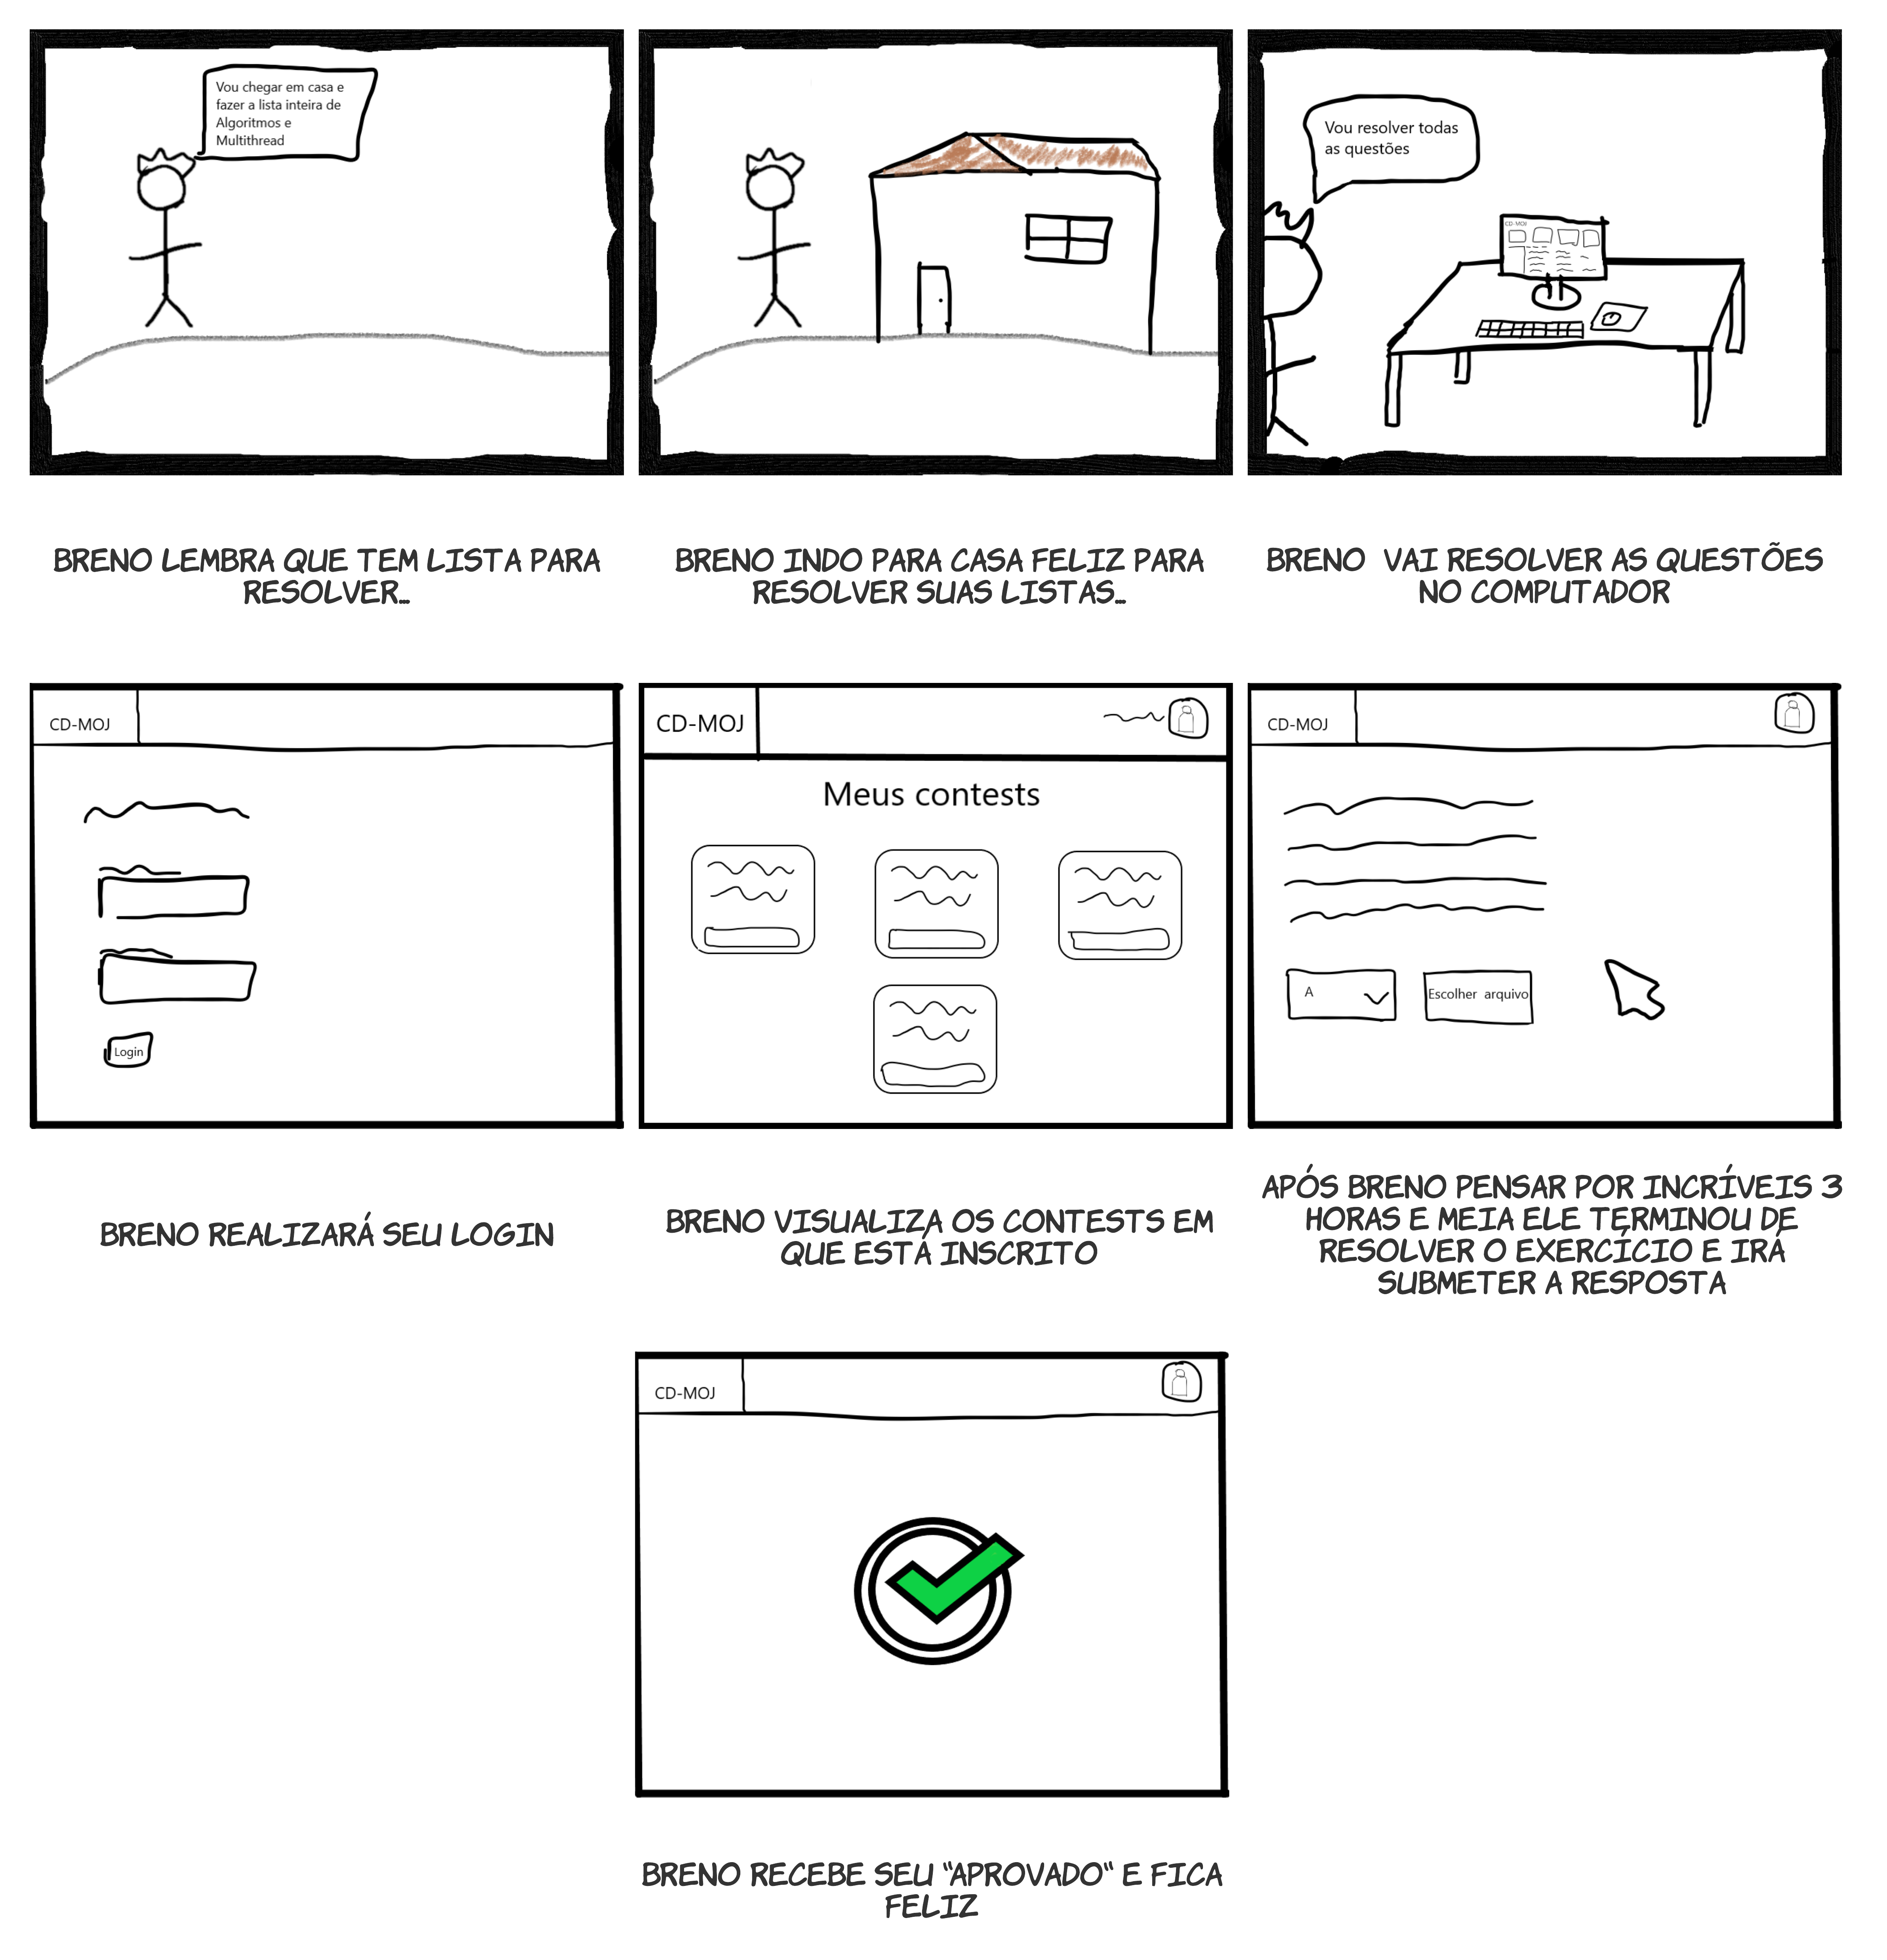 Vou chegar em casa e
fazer a lista inteira de
Algoritmos e
Multithread
Vou resolver todas
as questões
CD-MOJ
BRENO LEMBRA QUE TEM LISTA PARA
RESOLVER...
BRENO INDO PARA CASA FELIZ PARA
RESOLVER SUAS LISTAS...
BRENO VAI RESOLVER AS QUESTÕES
NO COMPUTADOR
CD-MOJ
Login
CD-MOJ
Meus contests
CD-MOJ
A
Escolher arquivo
BRENO REALIZARÁ SEU LOGIN
BRENO VISUALIZA OS CONTESTS EM
QUE ESTÁ INSCRITO
APÓS BRENO PENSAR POR INCRÍVEIS 3
HORAS E MEIA ELE TERMINOU DE
RESOLVER O EXERCÍCIO E IRÁ
SUBMETER A RESPOSTA
CD-MOJ
BRENO RECEBE SEU "APROVADO" E FICA
FELIZ